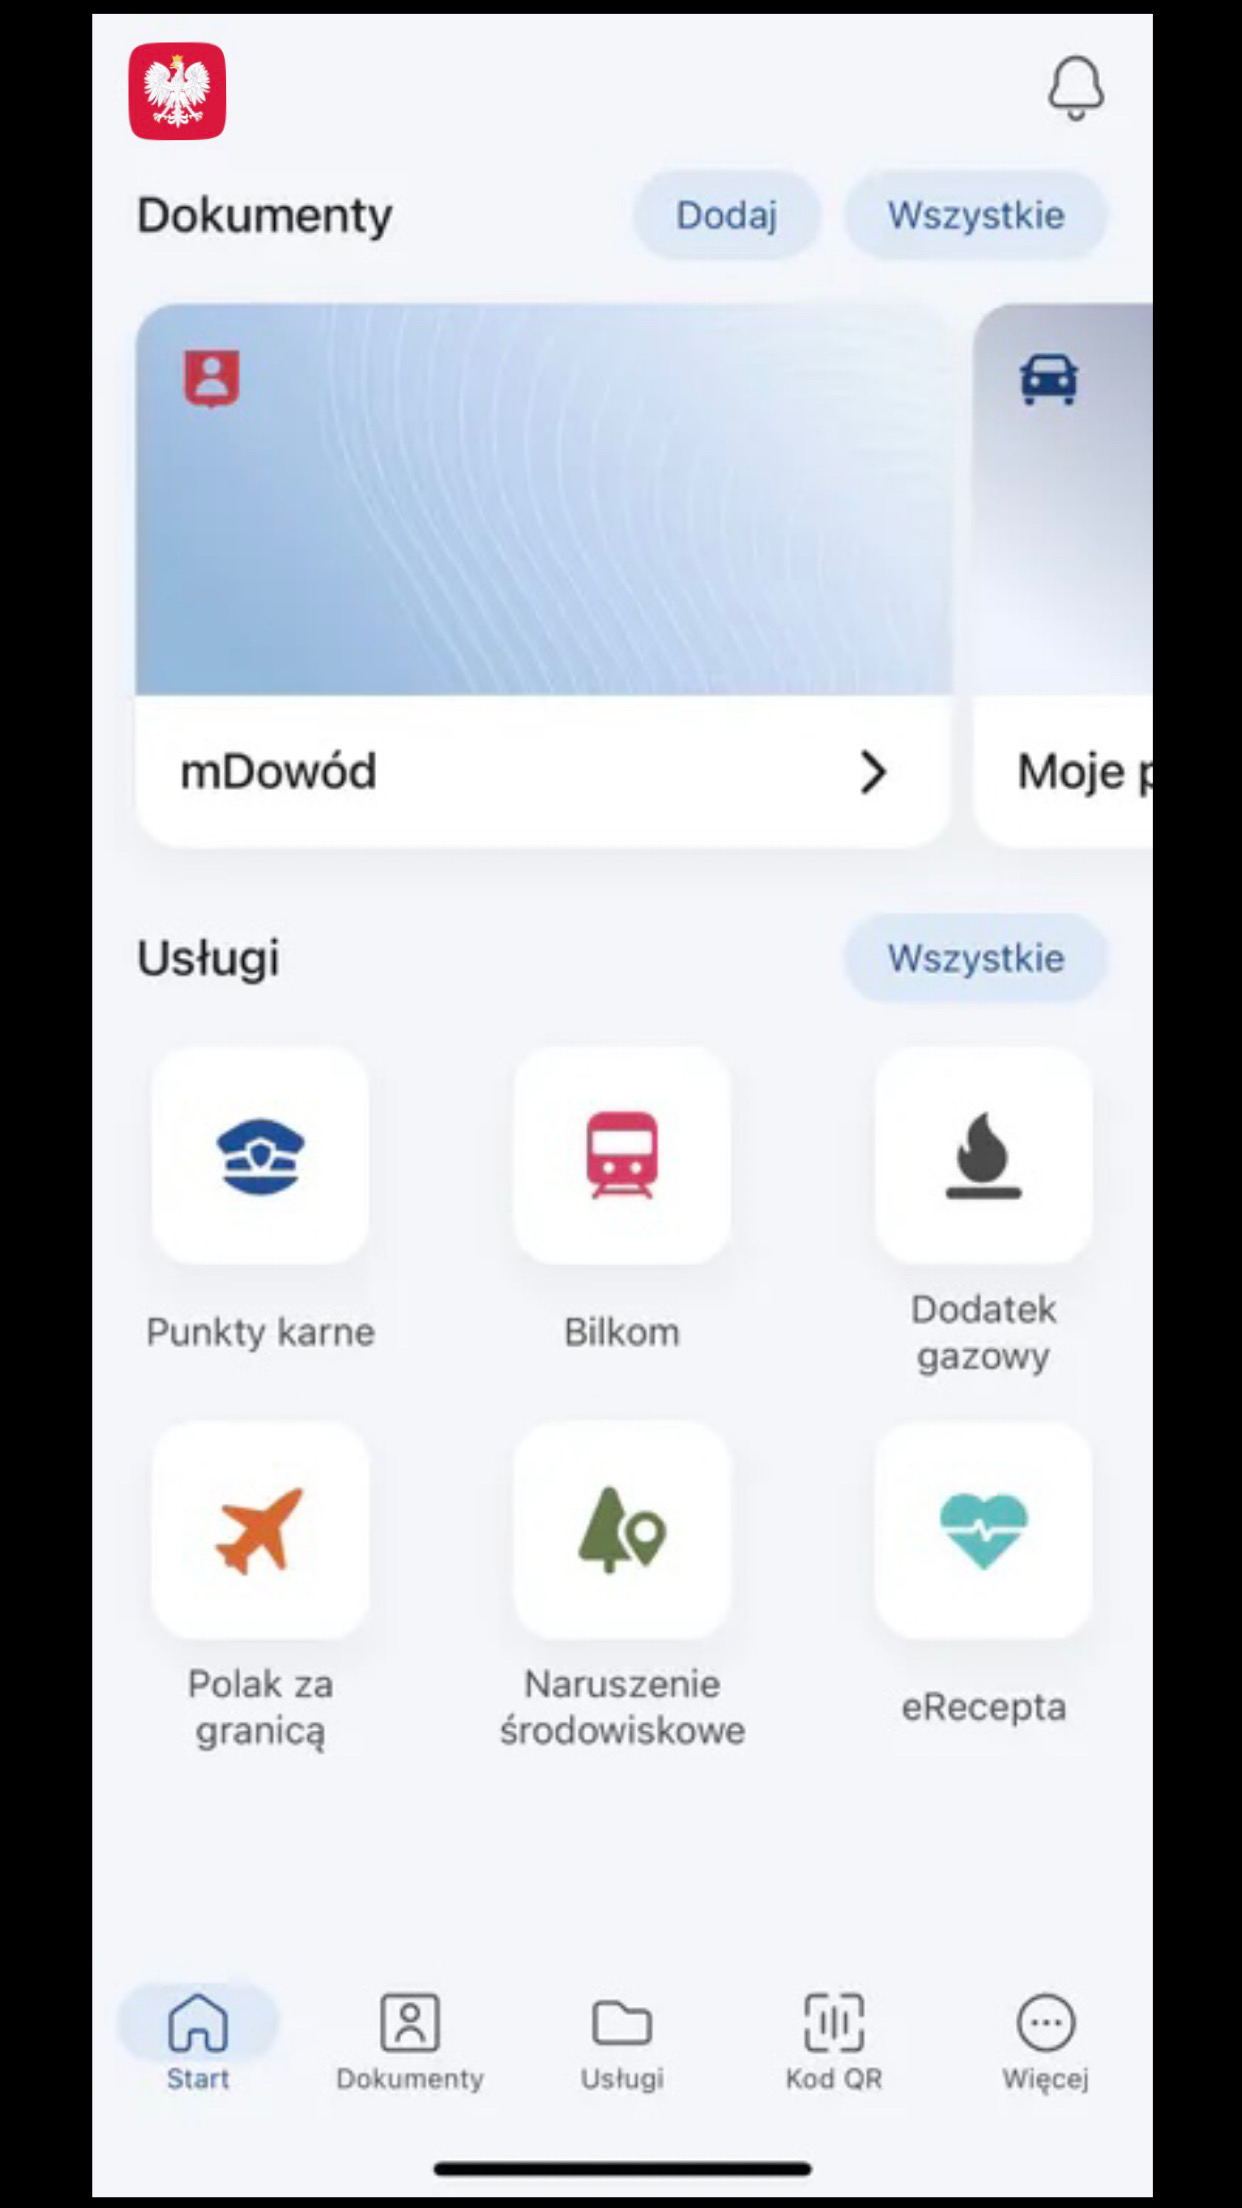 Dokumenty
Dodaj
Wszystkie
mDowód
Moje
Usługi
Wszystkie
Punkty karne
Bilkom
Dodatek
gazowy
Polak za
granicą
Naruszenie
środowiskowe
eRecepta
Start
Dokumenty
Usługi
Kod QR
Więcej